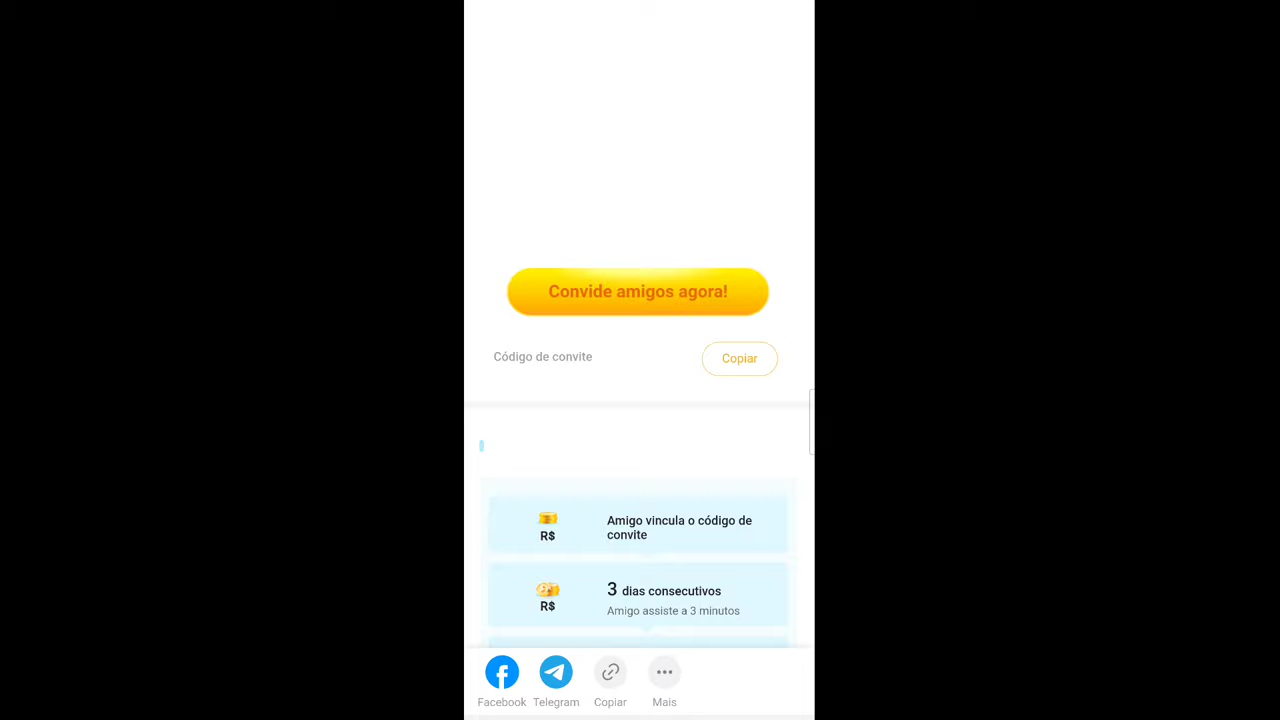 Convide amigos agora!
Código de convite
Copiar
R$
Amigo vincula o código de
convite
R$
3 dias consecutivos
Amigo assiste a 3 minutos
Facebook
Telegram
Copiar
Mais